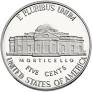 E PLURIBUS UNUM
MONTICELLO
FIVE CENTS
UNITED STATES OF AMERICA